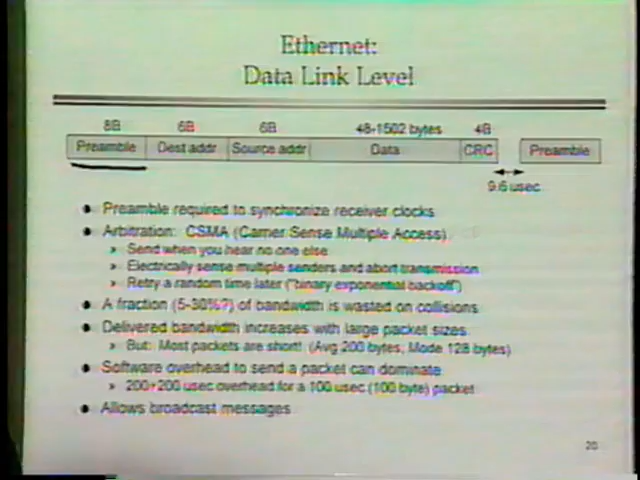 Ethernet:
Data Link Level
8B 6B 6B 48-1502 bytes 4B
Preamble Dest addr Source addr Data CRC Preamble
9.6 usec
Preamble required to synchronize receiver clocks
Arbitration: CSMA (Carrier Sense Multiple Access)
» Send when you hear no one else
» Electrically sense multiple senders and abort transmission
» Retry a random time later ("binary exponential backoff")
A fraction (5-30%?) of bandwidth is wasted on collisions
Delivered bandwidth increases with large packet sizes
» But: Most packets are short! (Avg 200 bytes, Mode 128 bytes)
Software overhead to send a packet can dominate
» 200+200 usec overhead for a 100 usec (100 byte) packet
Allows broadcast messages
20